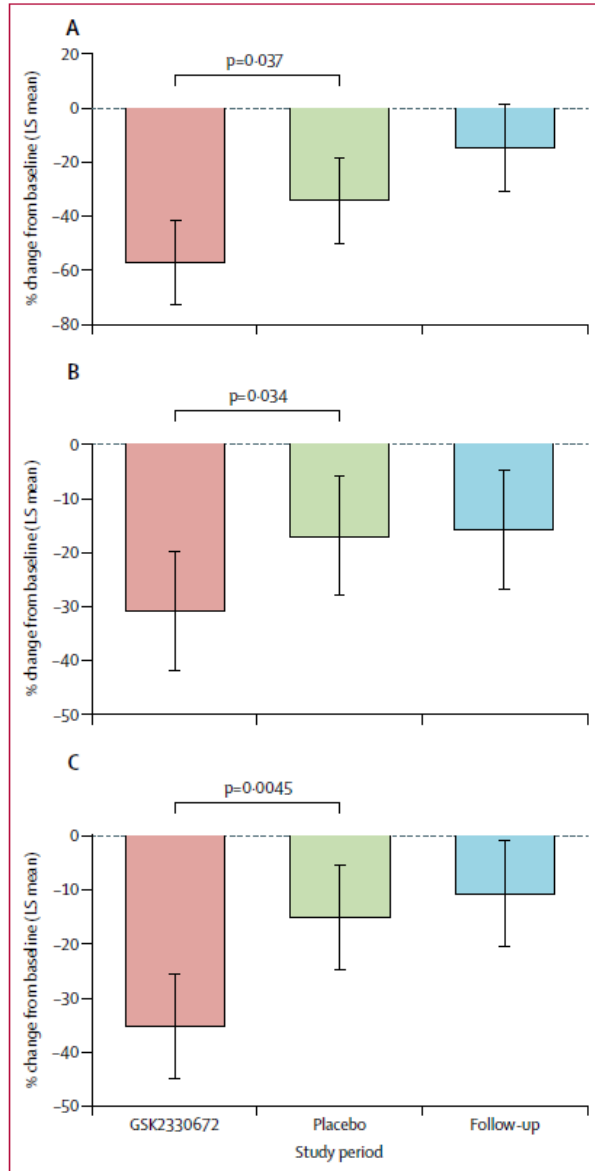 A
p=0·037
20
0
−20
−40
−60
−80
% change from baseline (LS mean)
B
p=0·034
0
−10
−20
−30
−40
−50
% change from baseline (LS mean)
C
p=0·0045
0
−10
−20
−30
−40
−50
% change from baseline (LS mean)
GSK2330672 Placebo Follow-up
Study period